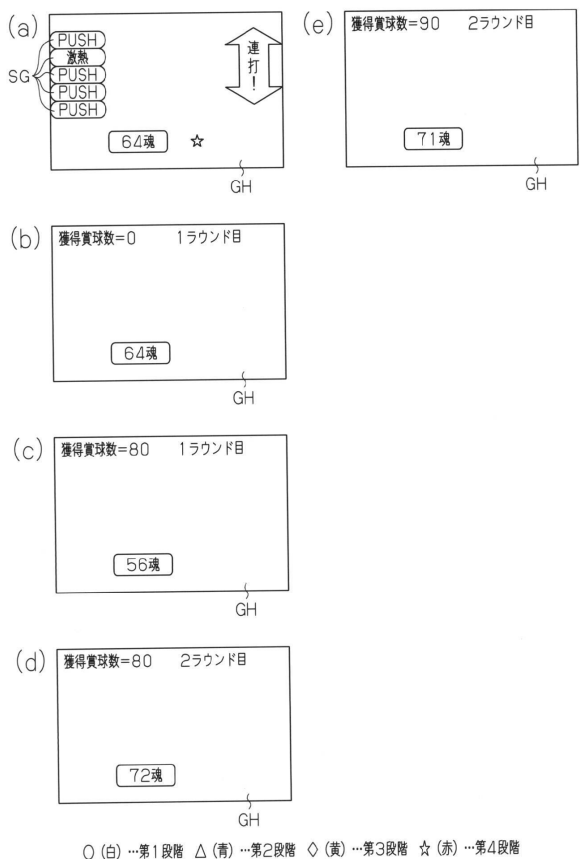 (a)
PUSH
激熱
PUSH
PUSH
PUSH
SG
連打!
64魂 ☆
GH
(b)
獲得賞球数=0 1ラウンド目
64魂
GH
(c)
獲得賞球数=80 1ラウンド目
56魂
GH
(d)
獲得賞球数=80 2ラウンド目
72魂
GH
(e)
獲得賞球数=90 2ラウンド目
71魂
GH
○(白)…第1段階 △(青)…第2段階 ◇(黄)…第3段階 ☆(赤)…第4段階